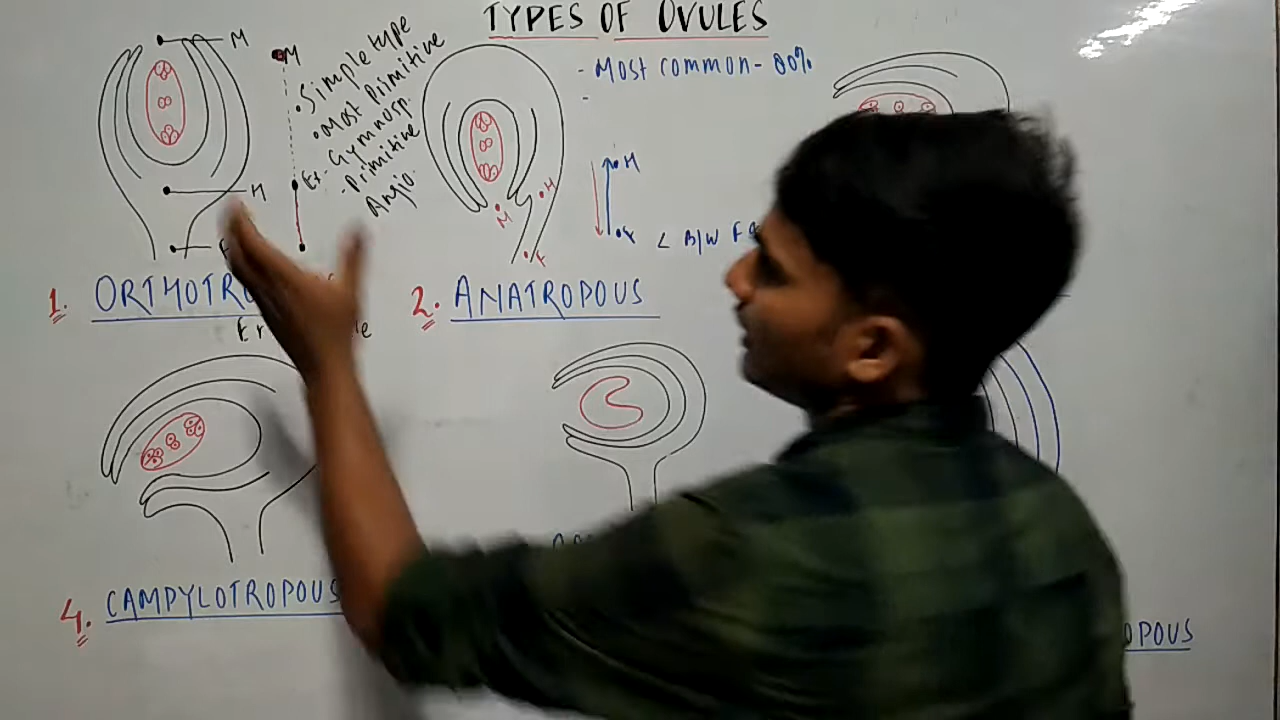 TYPES OF OVULES
M
M
• Simple type
• Most Primitive
Ex- Gymnosp.
- Primitive
Angio.
H
- Most common- 80%
-
H
M
F
H
< B/W
1. ORTHOTRO
2. ANATROPOUS
4. CAMPYLOTROPOUS
OPOUS